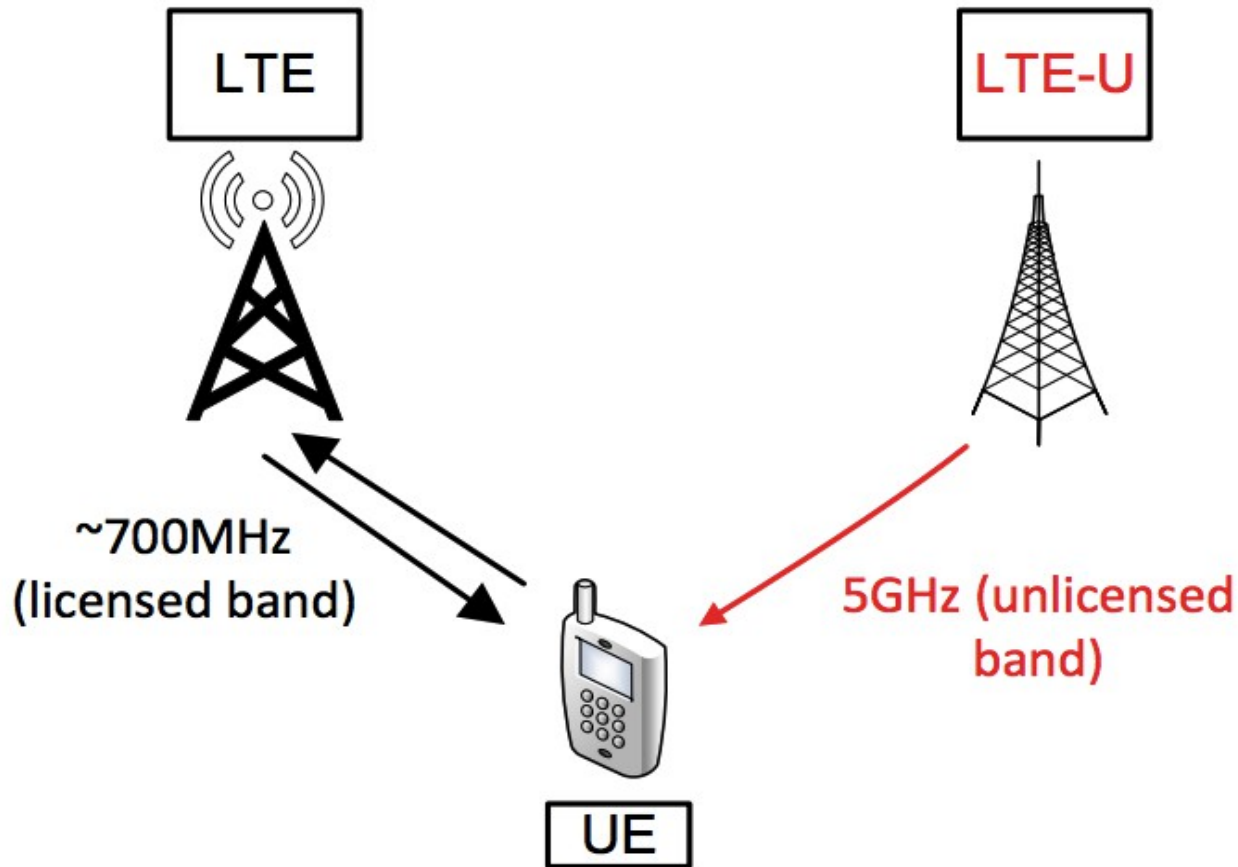 LTE
LTE-U
~700MHz
(licensed band)
5GHz (unlicensed
band)
UE